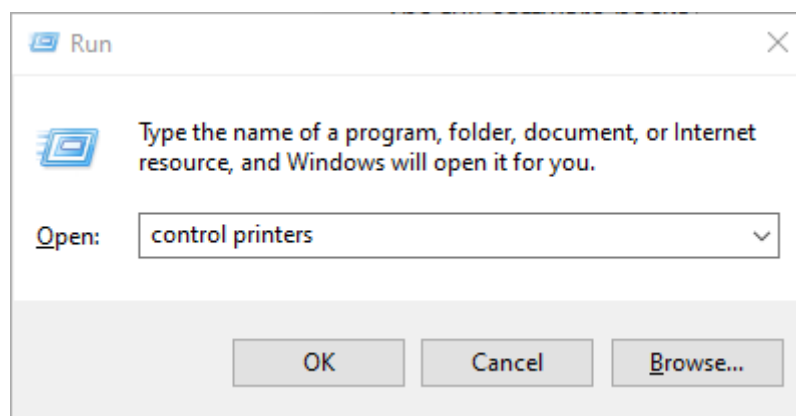 Run
Type the name of a program, folder, document, or Internet
resource, and Windows will open it for you.
Open: control printers
OK Cancel Browse...